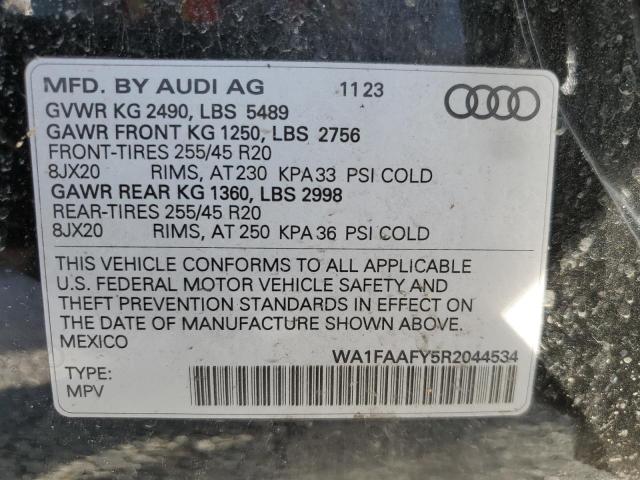 MFD. BY AUDI AG 11 23
GVWR KG 2490, LBS 5489
GAWR FRONT KG 1250, LBS 2756
FRONT-TIRES 255/45 R20
8JX20 RIMS, AT 230 KPA 33 PSI COLD
GAWR REAR KG 1360, LBS 2998
REAR-TIRES 255/45 R20
8JX20 RIMS, AT 250 KPA 36 PSI COLD
THIS VEHICLE CONFORMS TO ALL APPLICABLE
U.S. FEDERAL MOTOR VEHICLE SAFETY AND
THEFT PREVENTION STANDARDS IN EFFECT ON
THE DATE OF MANUFACTURE SHOWN ABOVE.
MEXICO
WA1FAAFY5R2044534
TYPE:
MPV